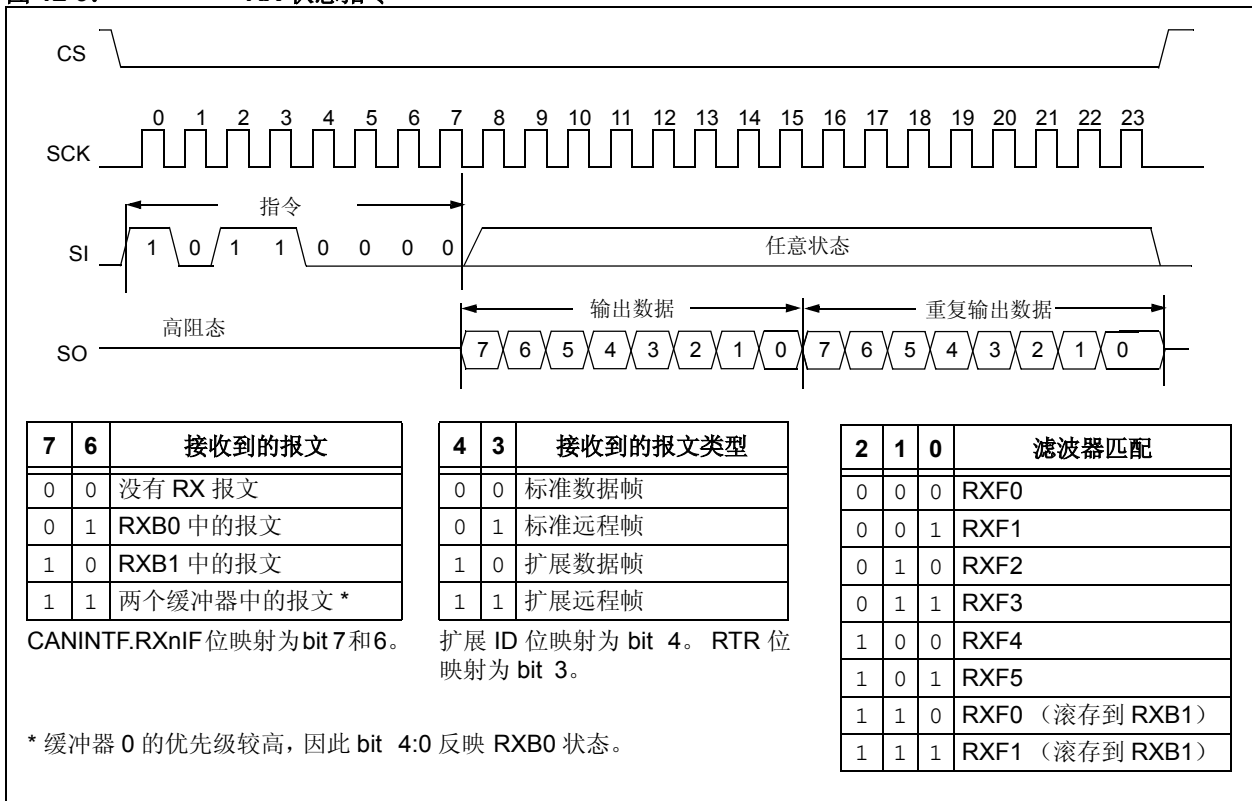 CS
0 1 2 3 4 5 6 7 8 9 10 11 12 13 14 15 16 17 18 19 20 21 22 23
SCK
指令
SI 1 0 1 1 0 0 0 0 任意状态
输出数据 重复输出数据
高阻态
SO 7 6 5 4 3 2 1 0 7 6 5 4 3 2 1 0
7 6 接收到的报文
0 0 没有 RX 报文
0 1 RXB0 中的报文
1 0 RXB1 中的报文
1 1 两个缓冲器中的报文 *
CANINTF.RXnIF 位映射为 bit 7 和 6。
4 3 接收到的报文类型
0 0 标准数据帧
0 1 标准远程帧
1 0 扩展数据帧
1 1 扩展远程帧
扩展 ID 位映射为 bit 4。 RTR 位
映射为 bit 3。
2 1 0 滤波器匹配
0 0 0 RXF0
0 0 1 RXF1
0 1 0 RXF2
0 1 1 RXF3
1 0 0 RXF4
1 0 1 RXF5
1 1 0 RXF0 （滚存到 RXB1）
1 1 1 RXF1 （滚存到 RXB1）
* 缓冲器 0 的优先级较高，因此 bit 4:0 反映 RXB0 状态。